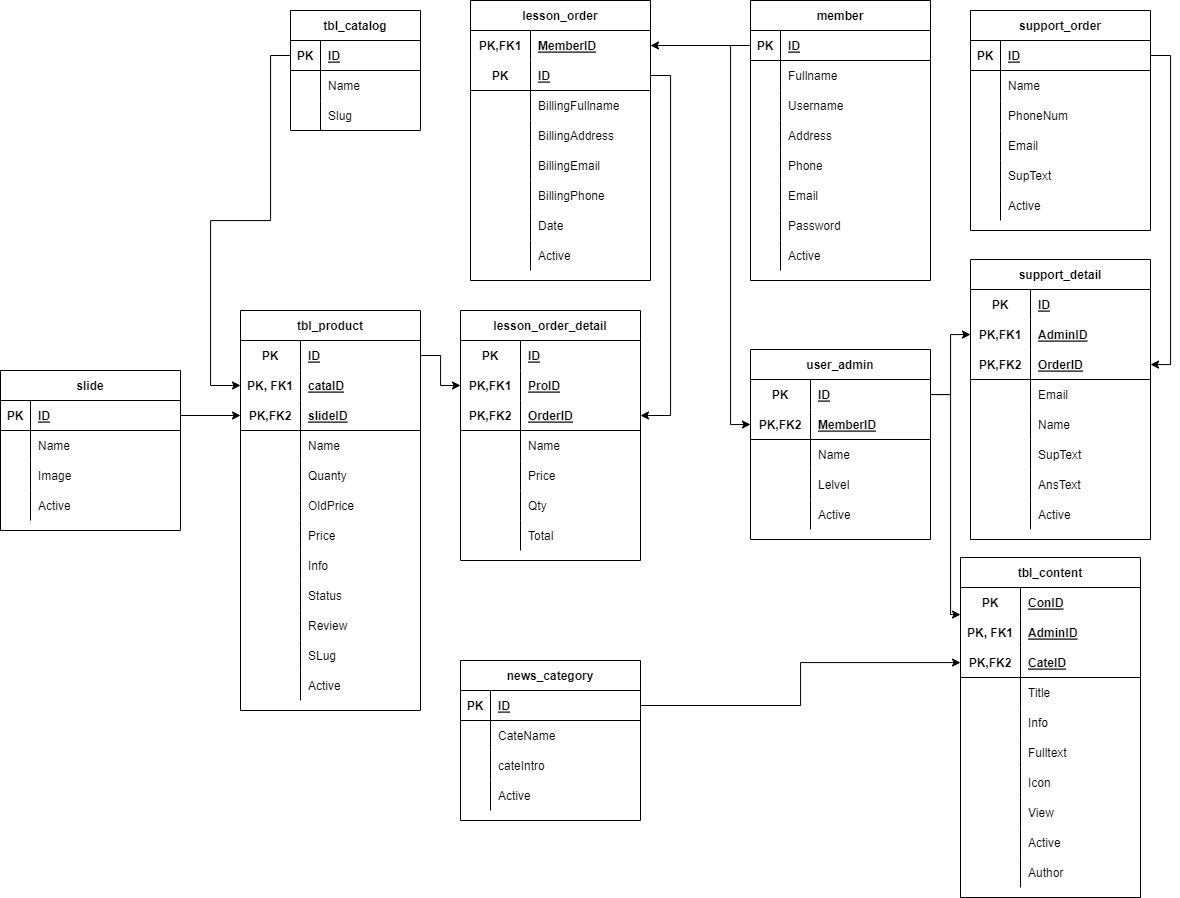 tbl_catalog
PK ID
Name
Slug
lesson_order
PK,FK1 MemberID
PK ID
BillingFullname
BillingAddress
BillingEmail
BillingPhone
Date
Active
member
PK ID
Fullname
Username
Address
Phone
Email
Password
Active
support_order
PK ID
Name
PhoneNum
Email
SupText
Active
slide
PK ID
Name
Image
Active
tbl_product
PK ID
PK, FK1 cataID
PK,FK2 slideID
Name
Quanty
OldPrice
Price
Info
Status
Review
SLug
Active
lesson_order_detail
PK ID
PK,FK1 ProID
PK,FK2 OrderID
Name
Price
Qty
Total
user_admin
PK ID
PK,FK2 MemberID
Name
Lelvel
Active
support_detail
PK ID
PK,FK1 AdminID
PK,FK2 OrderID
Email
Name
SupText
AnsText
Active
news_category
PK ID
CateName
cateIntro
Active
tbl_content
PK ConID
PK, FK1 AdminID
PK,FK2 CateID
Title
Info
Fulltext
Icon
View
Active
Author